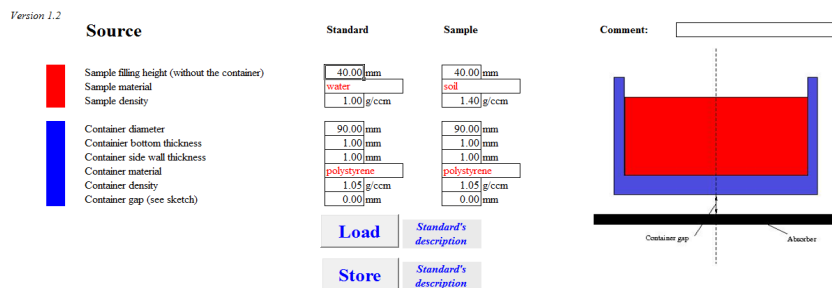 Version 1.2
Source Standard Sample Comment:
Sample filling height (without the container) 40.00 mm 40.00 mm
Sample material water soil
Sample density 1.00 g/ccm 1.40 g/ccm
Container diameter 90.00 mm 90.00 mm
Containier bottom thickness 1.00 mm 1.00 mm
Container side wall thickness 1.00 mm 1.00 mm
Container material polystyrene polystyrene
Container density 1.05 g/ccm 1.05 g/ccm
Container gap (see sketch) 0.00 mm 0.00 mm
Load Standard's description
Container gap Absorber
Store Standard's description